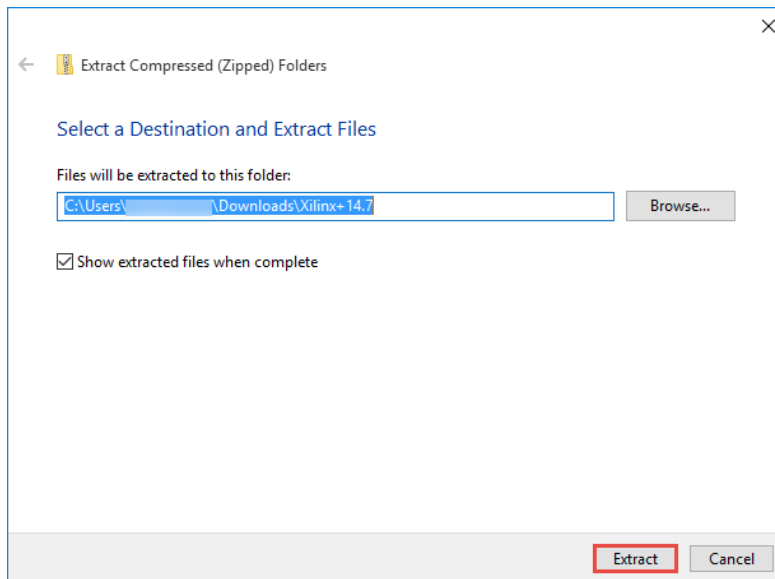 Extract Compressed (Zipped) Folders
Select a Destination and Extract Files
Files will be extracted to this folder:
C:\Users\ \Downloads\Xilinx+14.7
Browse...
Show extracted files when complete
Extract
Cancel